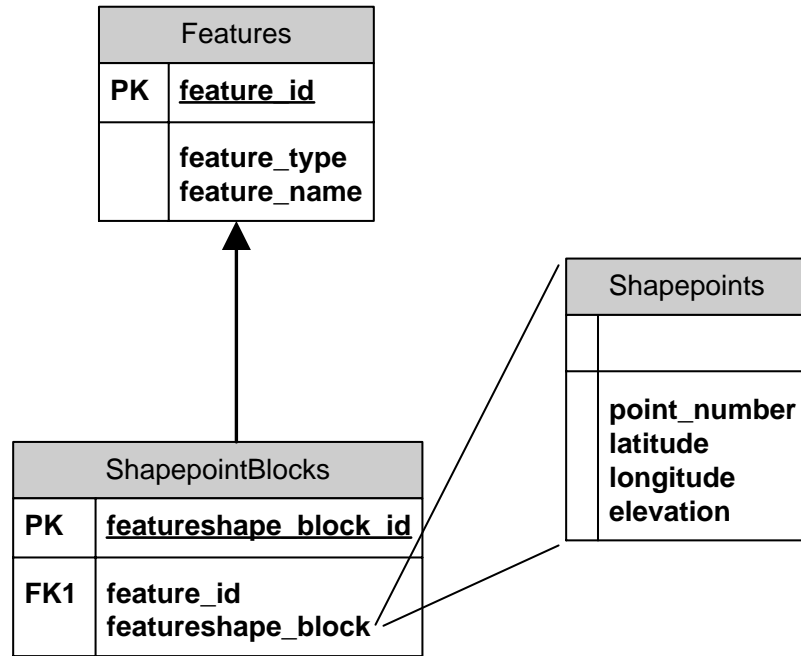 Features
PK feature_id
feature_type
feature_name
Shapepoints
point_number
latitude
longitude
elevation
ShapepointBlocks
PK featureshape_block_id
FK1 feature_id
featureshape_block